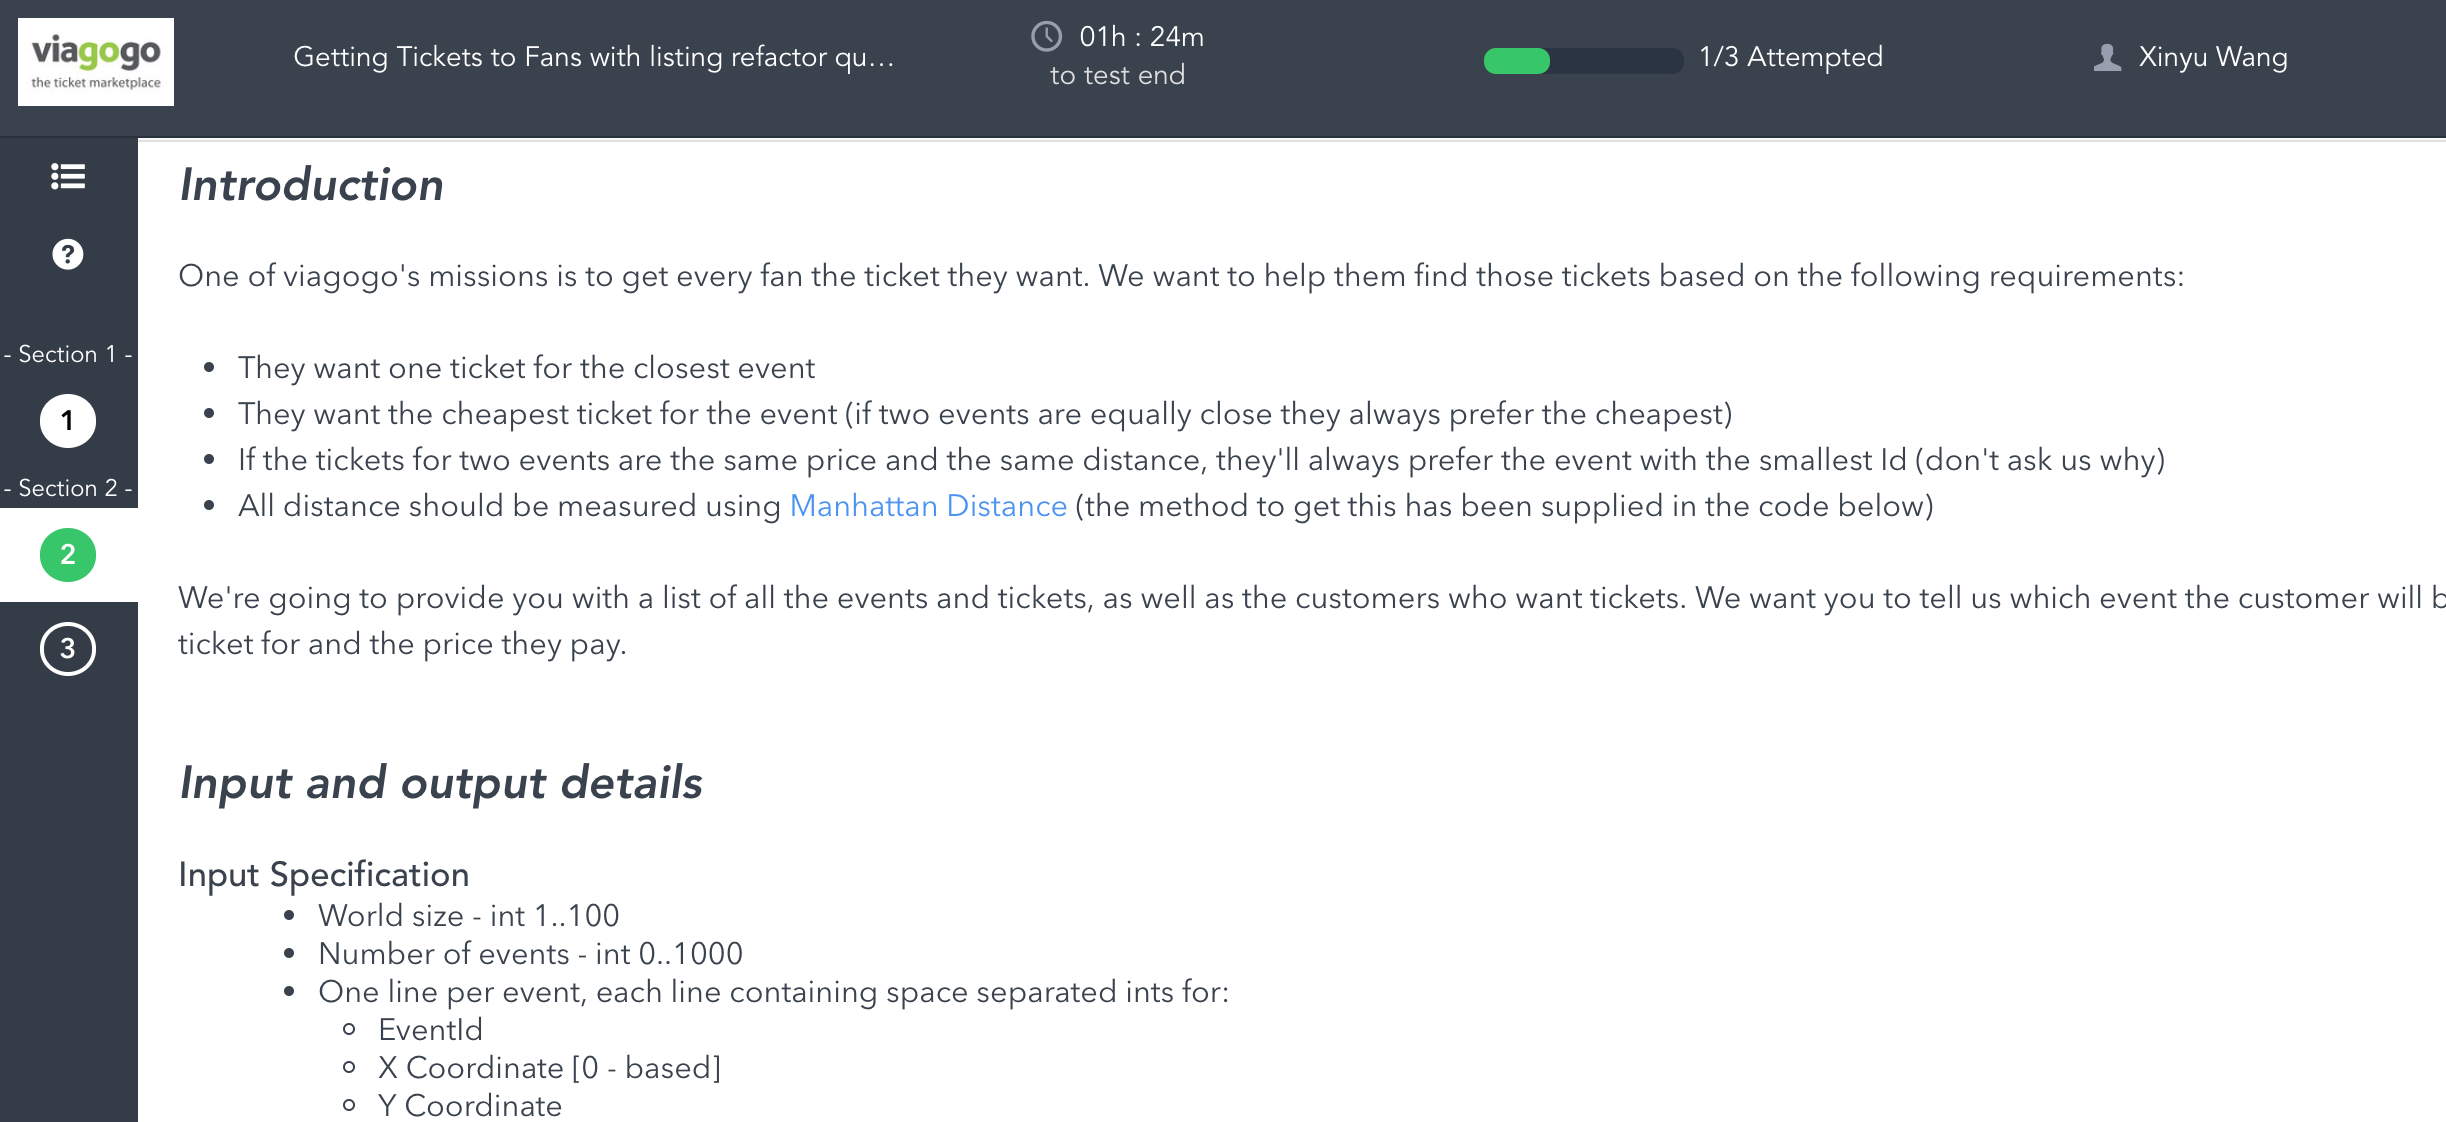 viagogo
the ticket marketplace
Getting Tickets to Fans with listing refactor qu...
01h : 24m
to test end
1/3 Attempted
Xinyu Wang
- Section 1 -
1
- Section 2 -
2
3
Introduction
One of viagogo's missions is to get every fan the ticket they want. We want to help them find those tickets based on the following requirements:
They want one ticket for the closest event
They want the cheapest ticket for the event (if two events are equally close they always prefer the cheapest)
If the tickets for two events are the same price and the same distance, they'll always prefer the event with the smallest Id (don't ask us why)
All distance should be measured using Manhattan Distance (the method to get this has been supplied in the code below)
We're going to provide you with a list of all the events and tickets, as well as the customers who want tickets. We want you to tell us which event the customer will
ticket for and the price they pay.
Input and output details
Input Specification
World size - int 1..100
Number of events - int 0..1000
One line per event, each line containing space separated ints for:
EventId
X Coordinate [0 - based]
Y Coordinate